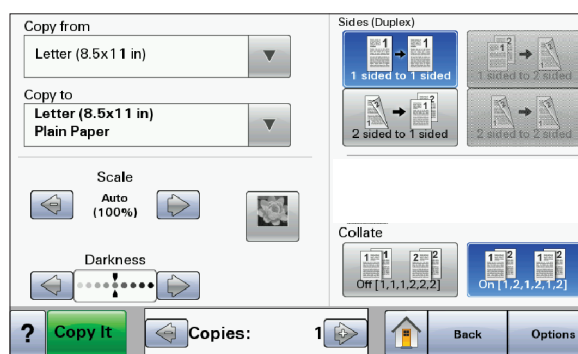 Copy from
Letter (8.5x11 in)
Copy to
Letter (8.5x11 in)
Plain Paper
Scale
Auto
(100%)
Darkness
Sides (Duplex)
1 sided to 1 sided
1 sided to 2 sided
2 sided to 1 sided
2 sided to 2 sided
Collate
Off [1,1,1,2,2,2]
On [1,2,1,2,1,2]
?
Copy It
Copies:
1
Back
Options